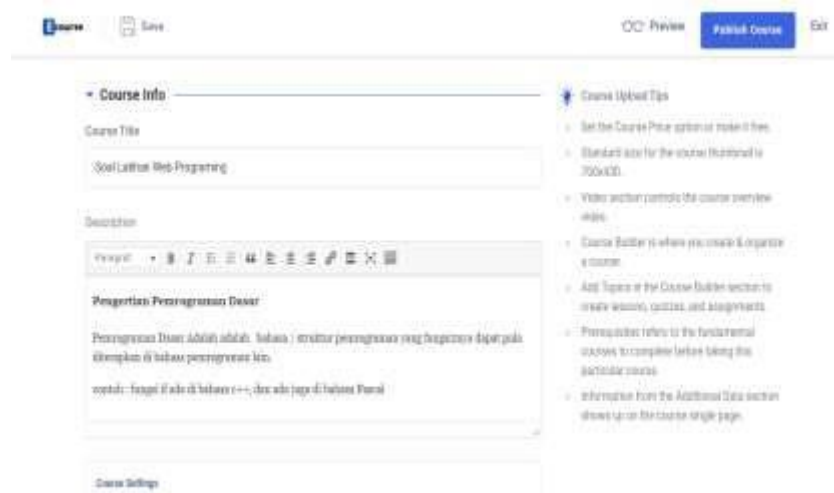 Ecourse
Save
Preview
Publish Course
Exit
Course Info
Course Title
Soal Latihan Web Programing
Description
Paragraf
Pengertian Pemrograman Dasar
Pemrograman Dasar Adalah adalah bahasa / struktur pemrograman yang fungsinya dapat pula
diterapkan di bahasa pemrograman lain.
contoh : fungsi if ada di bahasa c++, dan ada juga di bahasa Pascal
Course Settings
Course Upload Tips
Set the Course Price option or make it free.
Standard size for the course thumbnail is
700x430.
Video section controls the course overview
video.
Course Builder is where you create & organize
a course.
Add Topics in the Course Builder section to
create lessons, quizzes, and assignments.
Prerequisites refers to the fundamental
courses to complete before taking this
particular course.
Information from the Additional Data section
shows up on the course single page.